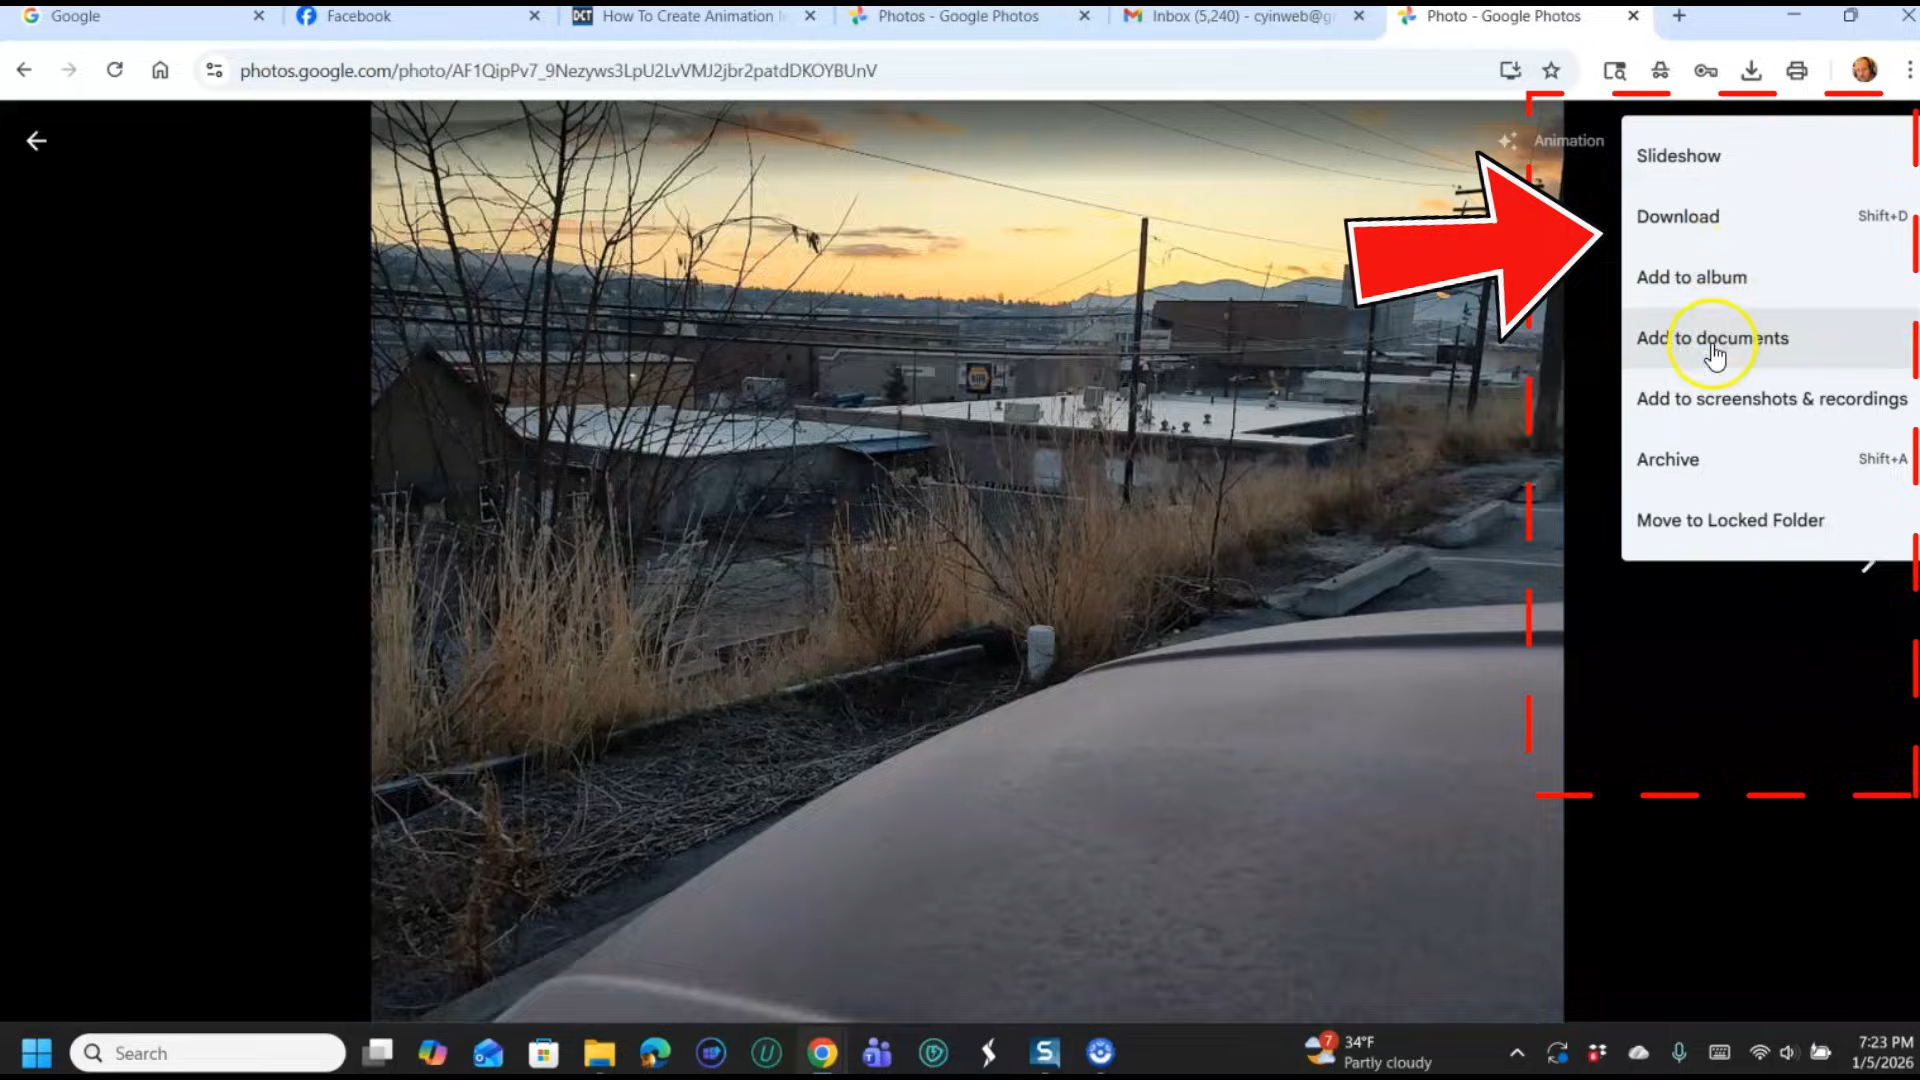 Google
Facebook
How To Create Animation I
Photos - Google Photos
Inbox (5,240) - cyinweb@g
Photo - Google Photos
photos.google.com/photo/AF1QipPv7_9Nezyws3LpU2LvVMJ2jbr2patdDKOYBUnV
Animation
Slideshow
Download Shift+D
Add to album
Add to documents
Add to screenshots & recordings
Archive Shift+A
Move to Locked Folder
NAPA
Search
7
34°F
Partly cloudy
7:23 PM
1/5/2026